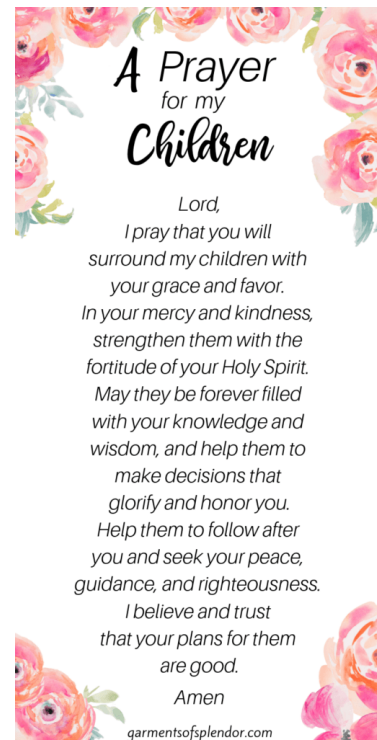 A Prayer
for my
Children
Lord,
I pray that you will
surround my children with
your grace and favor.
In your mercy and kindness,
strengthen them with the
fortitude of your Holy Spirit.
May they be forever filled
with your knowledge and
wisdom, and help them to
make decisions that
glorify and honor you.
Help them to follow after
you and seek your peace,
guidance, and righteousness.
I believe and trust
that your plans for them
are good.
Amen
garmentsofsplendor.com